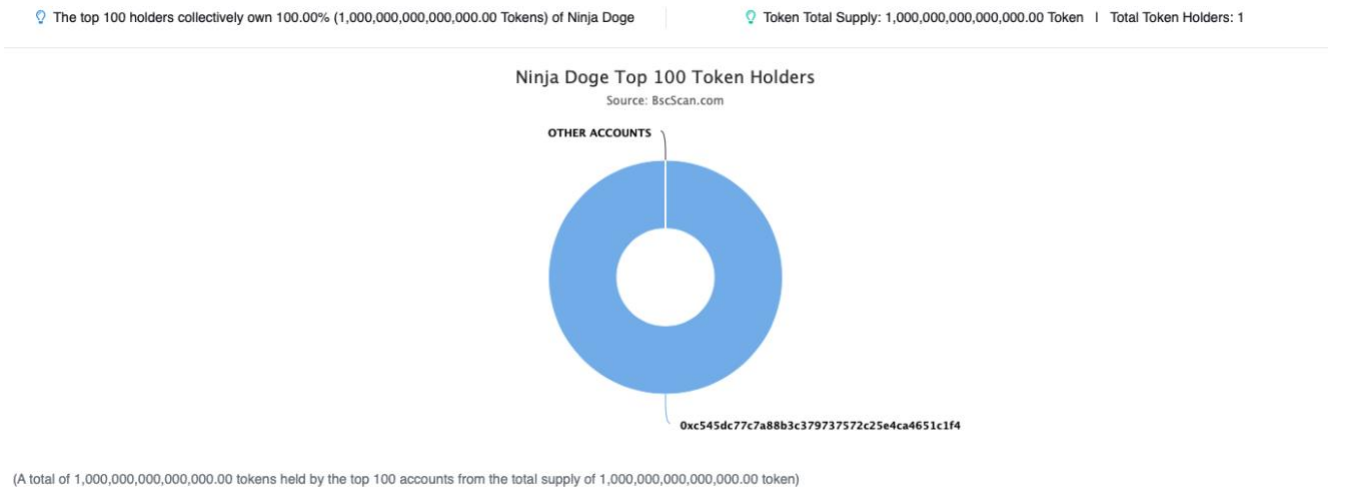 The top 100 holders collectively own 100.00% (1,000,000,000,000,000.00 Tokens) of Ninja Doge
Token Total Supply: 1,000,000,000,000,000.00 Token | Total Token Holders: 1
Ninja Doge Top 100 Token Holders
Source: BscScan.com
OTHER ACCOUNTS
0xc545dc77c7a88b3c379737572c25e4ca4651c1f4
(A total of 1,000,000,000,000,000.00 tokens held by the top 100 accounts from the total supply of 1,000,000,000,000,000.00 token)